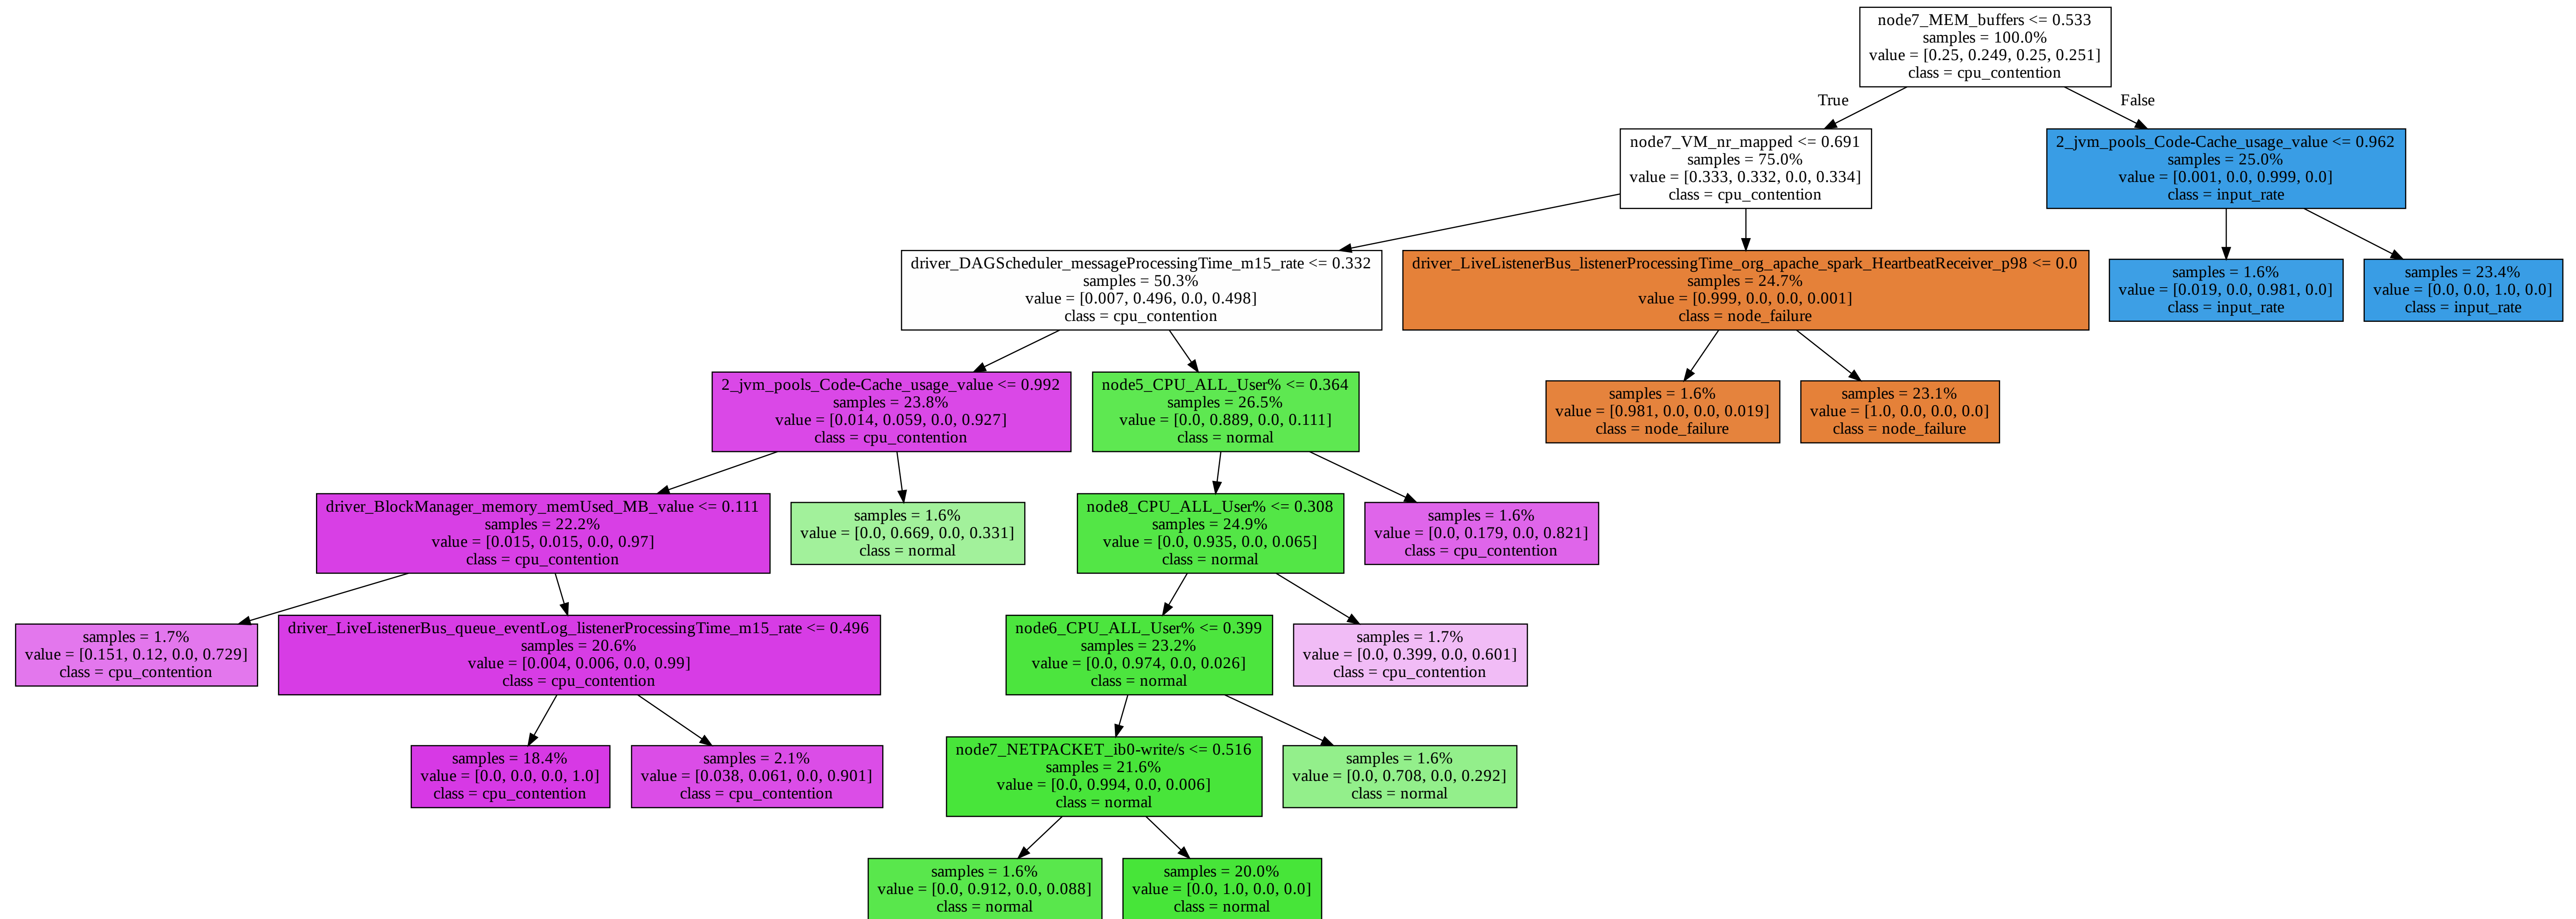 node7_MEM_buffers <= 0.533
samples = 100.0%
value = [0.25, 0.249, 0.25, 0.251]
class = cpu_contention
True
False
node7_VM_nr_mapped <= 0.691
samples = 75.0%
value = [0.333, 0.332, 0.0, 0.334]
class = cpu_contention
2_jvm_pools_Code-Cache_usage_value <= 0.962
samples = 25.0%
value = [0.001, 0.0, 0.999, 0.0]
class = input_rate
driver_DAGScheduler_messageProcessingTime_m15_rate <= 0.332
samples = 50.3%
value = [0.007, 0.496, 0.0, 0.498]
class = cpu_contention
driver_LiveListenerBus_listenerProcessingTime_org_apache_spark_HeartbeatReceiver_p98 <= 0.0
samples = 24.7%
value = [0.999, 0.0, 0.0, 0.001]
class = node_failure
samples = 1.6%
value = [0.019, 0.0, 0.981, 0.0]
class = input_rate
samples = 23.4%
value = [0.0, 0.0, 1.0, 0.0]
class = input_rate
2_jvm_pools_Code-Cache_usage_value <= 0.992
samples = 23.8%
value = [0.014, 0.059, 0.0, 0.927]
class = cpu_contention
node5_CPU_ALL_User% <= 0.364
samples = 26.5%
value = [0.0, 0.889, 0.0, 0.111]
class = normal
samples = 1.6%
value = [0.981, 0.0, 0.0, 0.019]
class = node_failure
samples = 23.1%
value = [1.0, 0.0, 0.0, 0.0]
class = node_failure
driver_BlockManager_memory_memUsed_MB_value <= 0.111
samples = 22.2%
value = [0.015, 0.015, 0.0, 0.97]
class = cpu_contention
samples = 1.6%
value = [0.0, 0.669, 0.0, 0.331]
class = normal
node8_CPU_ALL_User% <= 0.308
samples = 24.9%
value = [0.0, 0.935, 0.0, 0.065]
class = normal
samples = 1.6%
value = [0.0, 0.179, 0.0, 0.821]
class = cpu_contention
samples = 1.7%
value = [0.151, 0.12, 0.0, 0.729]
class = cpu_contention
driver_LiveListenerBus_queue_eventLog_listenerProcessingTime_m15_rate <= 0.496
samples = 20.6%
value = [0.004, 0.006, 0.0, 0.99]
class = cpu_contention
node6_CPU_ALL_User% <= 0.399
samples = 23.2%
value = [0.0, 0.974, 0.0, 0.026]
class = normal
samples = 1.7%
value = [0.0, 0.399, 0.0, 0.601]
class = cpu_contention
samples = 18.4%
value = [0.0, 0.0, 0.0, 1.0]
class = cpu_contention
samples = 2.1%
value = [0.038, 0.061, 0.0, 0.901]
class = cpu_contention
node7_NETPACKET_ib0-write/s <= 0.516
samples = 21.6%
value = [0.0, 0.994, 0.0, 0.006]
class = normal
samples = 1.6%
value = [0.0, 0.708, 0.0, 0.292]
class = normal
samples = 1.6%
value = [0.0, 0.912, 0.0, 0.088]
class = normal
samples = 20.0%
value = [0.0, 1.0, 0.0, 0.0]
class = normal